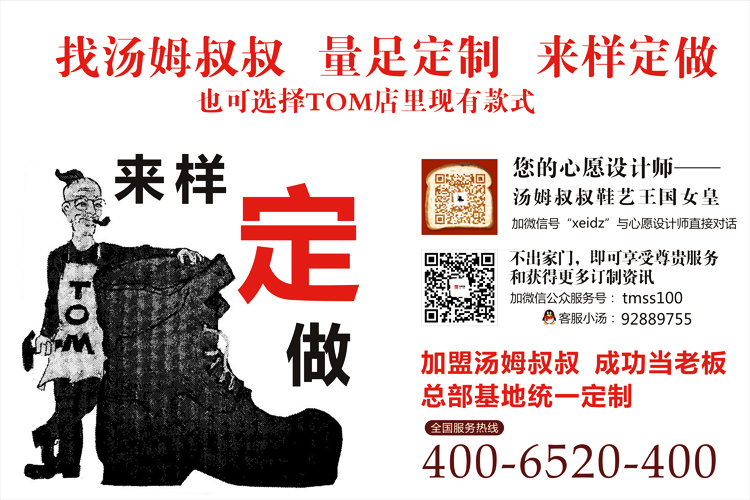 找汤姆叔叔 量足定制 来样定做
也可选择TOM店里现有款式
来样
定
做
TOM
您的心愿设计师——
汤姆叔叔鞋艺王国女皇
加微信号“xeidz”与心愿设计师直接对话
不出家门，即可享受尊贵服务
和获得更多订制资讯
加微信公众服务号：tmss100
客服小汤：92889755
加盟汤姆叔叔 成功当老板
总部基地统一定制
全国服务热线
400-6520-400